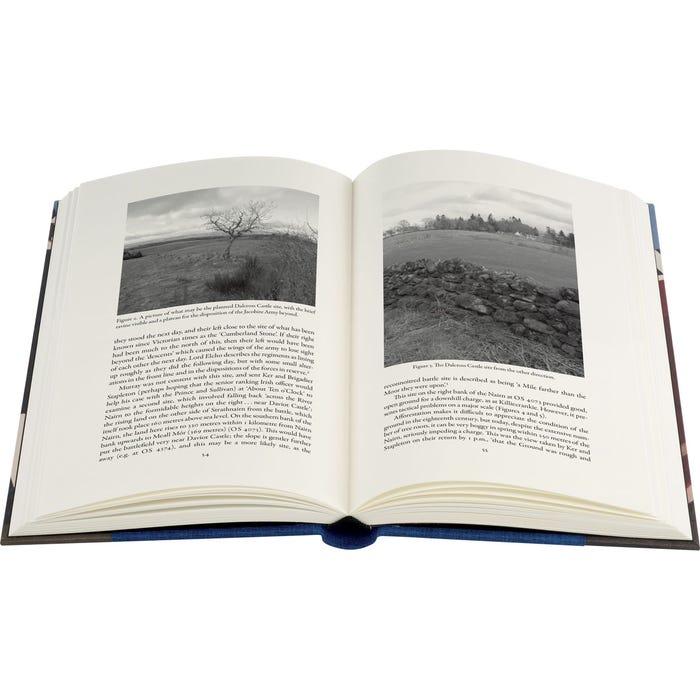 Figure 2. A picture of what may be the planned Dalcross Castle site, with the brief
ravine visible and a plateau for the disposition of the Jacobite Army beyond.
they stood the next day, and their left close to the site of what has been
known since Victorian times as the 'Cumberland Stone'. If their right
had been much to the north of this, then their left would have been
beyond the 'descents' which caused the wings of the army to lose sight
of each other the next day. Lord Elcho describes the regiments as lining
up roughly as they did the following day, but with some small alter-
ations in the front line and in the dispositions of the forces in reserve.
Murray was not content with this site, and sent Ker and Brigadier
Stapleton (perhaps hoping that the senior ranking Irish officer would
help his case with the Prince and Sullivan) at 'About Ten o'Clock' to
examine a second site, which involved falling back 'across the River
Nairn to the formidable heights on the right … near Daviot Castle';
the rising land on the other side of Strathnairn from the battle, which
itself took place 160 metres above sea level. On the southern bank of the
Nairn, the land here rises to 320 metres within 1 kilometre from Nairn
bank upwards to Meall Mòr (369 metres) (OS 4073). This would have
put the battlefield very near Daviot Castle; the slope is gentler further
away (e.g. at OS 4374), and this may be a more likely site, as the
54
Figure 3. The Dalcross Castle site from the other direction.
reconnoitred battle site is described as being 'a Mile farther from the
Moor they were upon'.
This site on the right bank of the Nairn at OS 4072 provided good,
open ground for a downhill charge, as at Killiecrankie. However, it pre-
sents tactical problems on a major scale (Figures 4 and 5).
Afforestation makes it difficult to assess the condition of the
ground in the eighteenth century, but today, despite the extensive num-
ber of tree roots, it can be very boggy in spring within 250 metres of the
Nairn, seriously impeding a charge. This was the view taken by Ker and
Stapleton on their return by 1 p.m., 'that the Ground was rough and
55